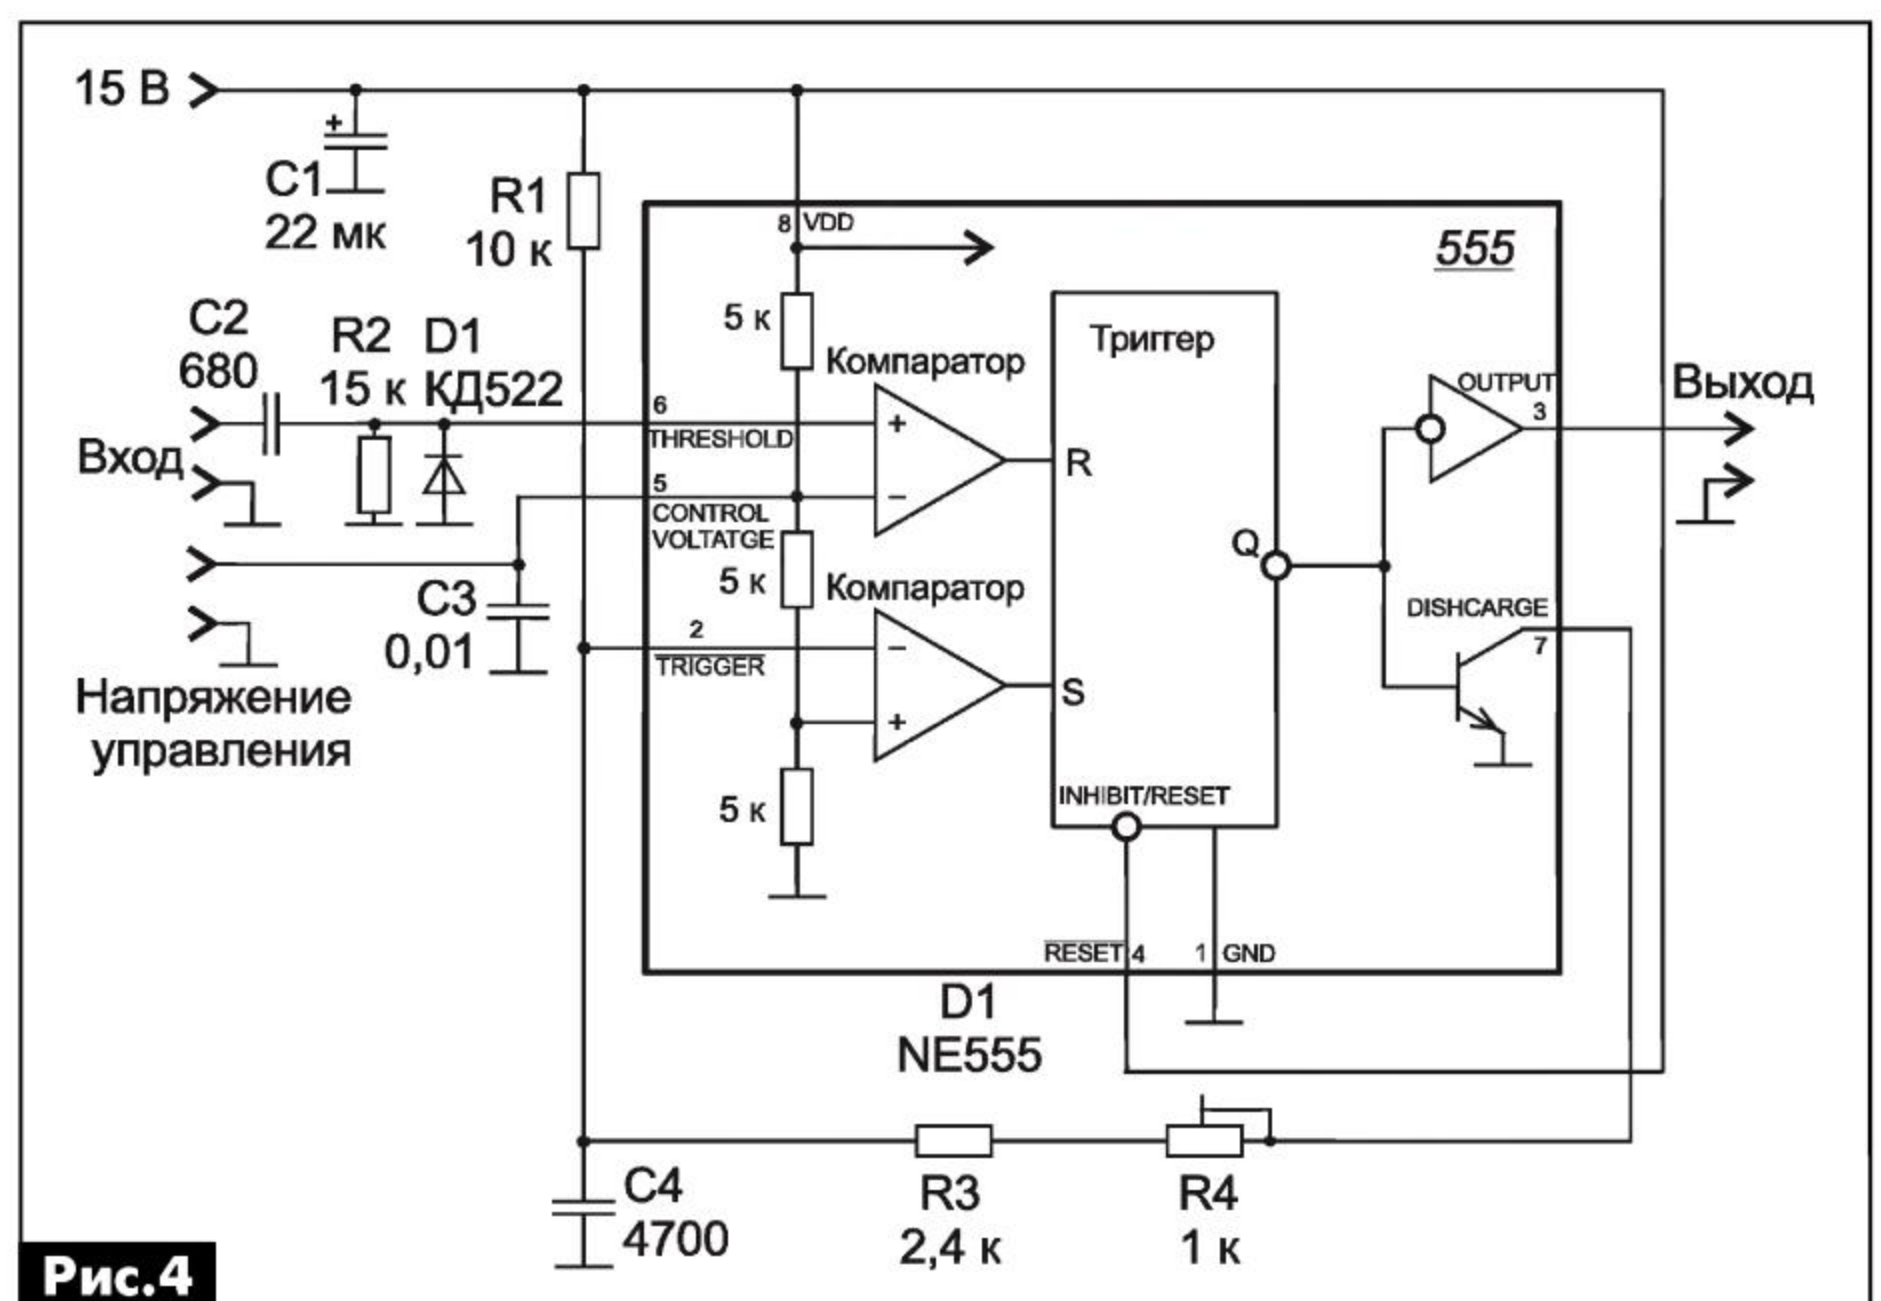 15 В
+
C1
22 мк
R1
10 к
8 VDD
555
5 к
Триггер
C2
680
R2
15 к
D1
КД522
Компаратор
6
THRESHOLD
+
R
OUTPUT
3
Выход
Вход
5
CONTROL
VOLTATGE
−
Q
5 к
Компаратор
C3
0,01
2
TRIGGER
−
S
DISHCARGE
7
Напряжение
управления
+
5 к
INHIBIT/RESET
RESET 4
1 GND
D1
NE555
C4
4700
R3
2,4 к
R4
1 к
Рис.4